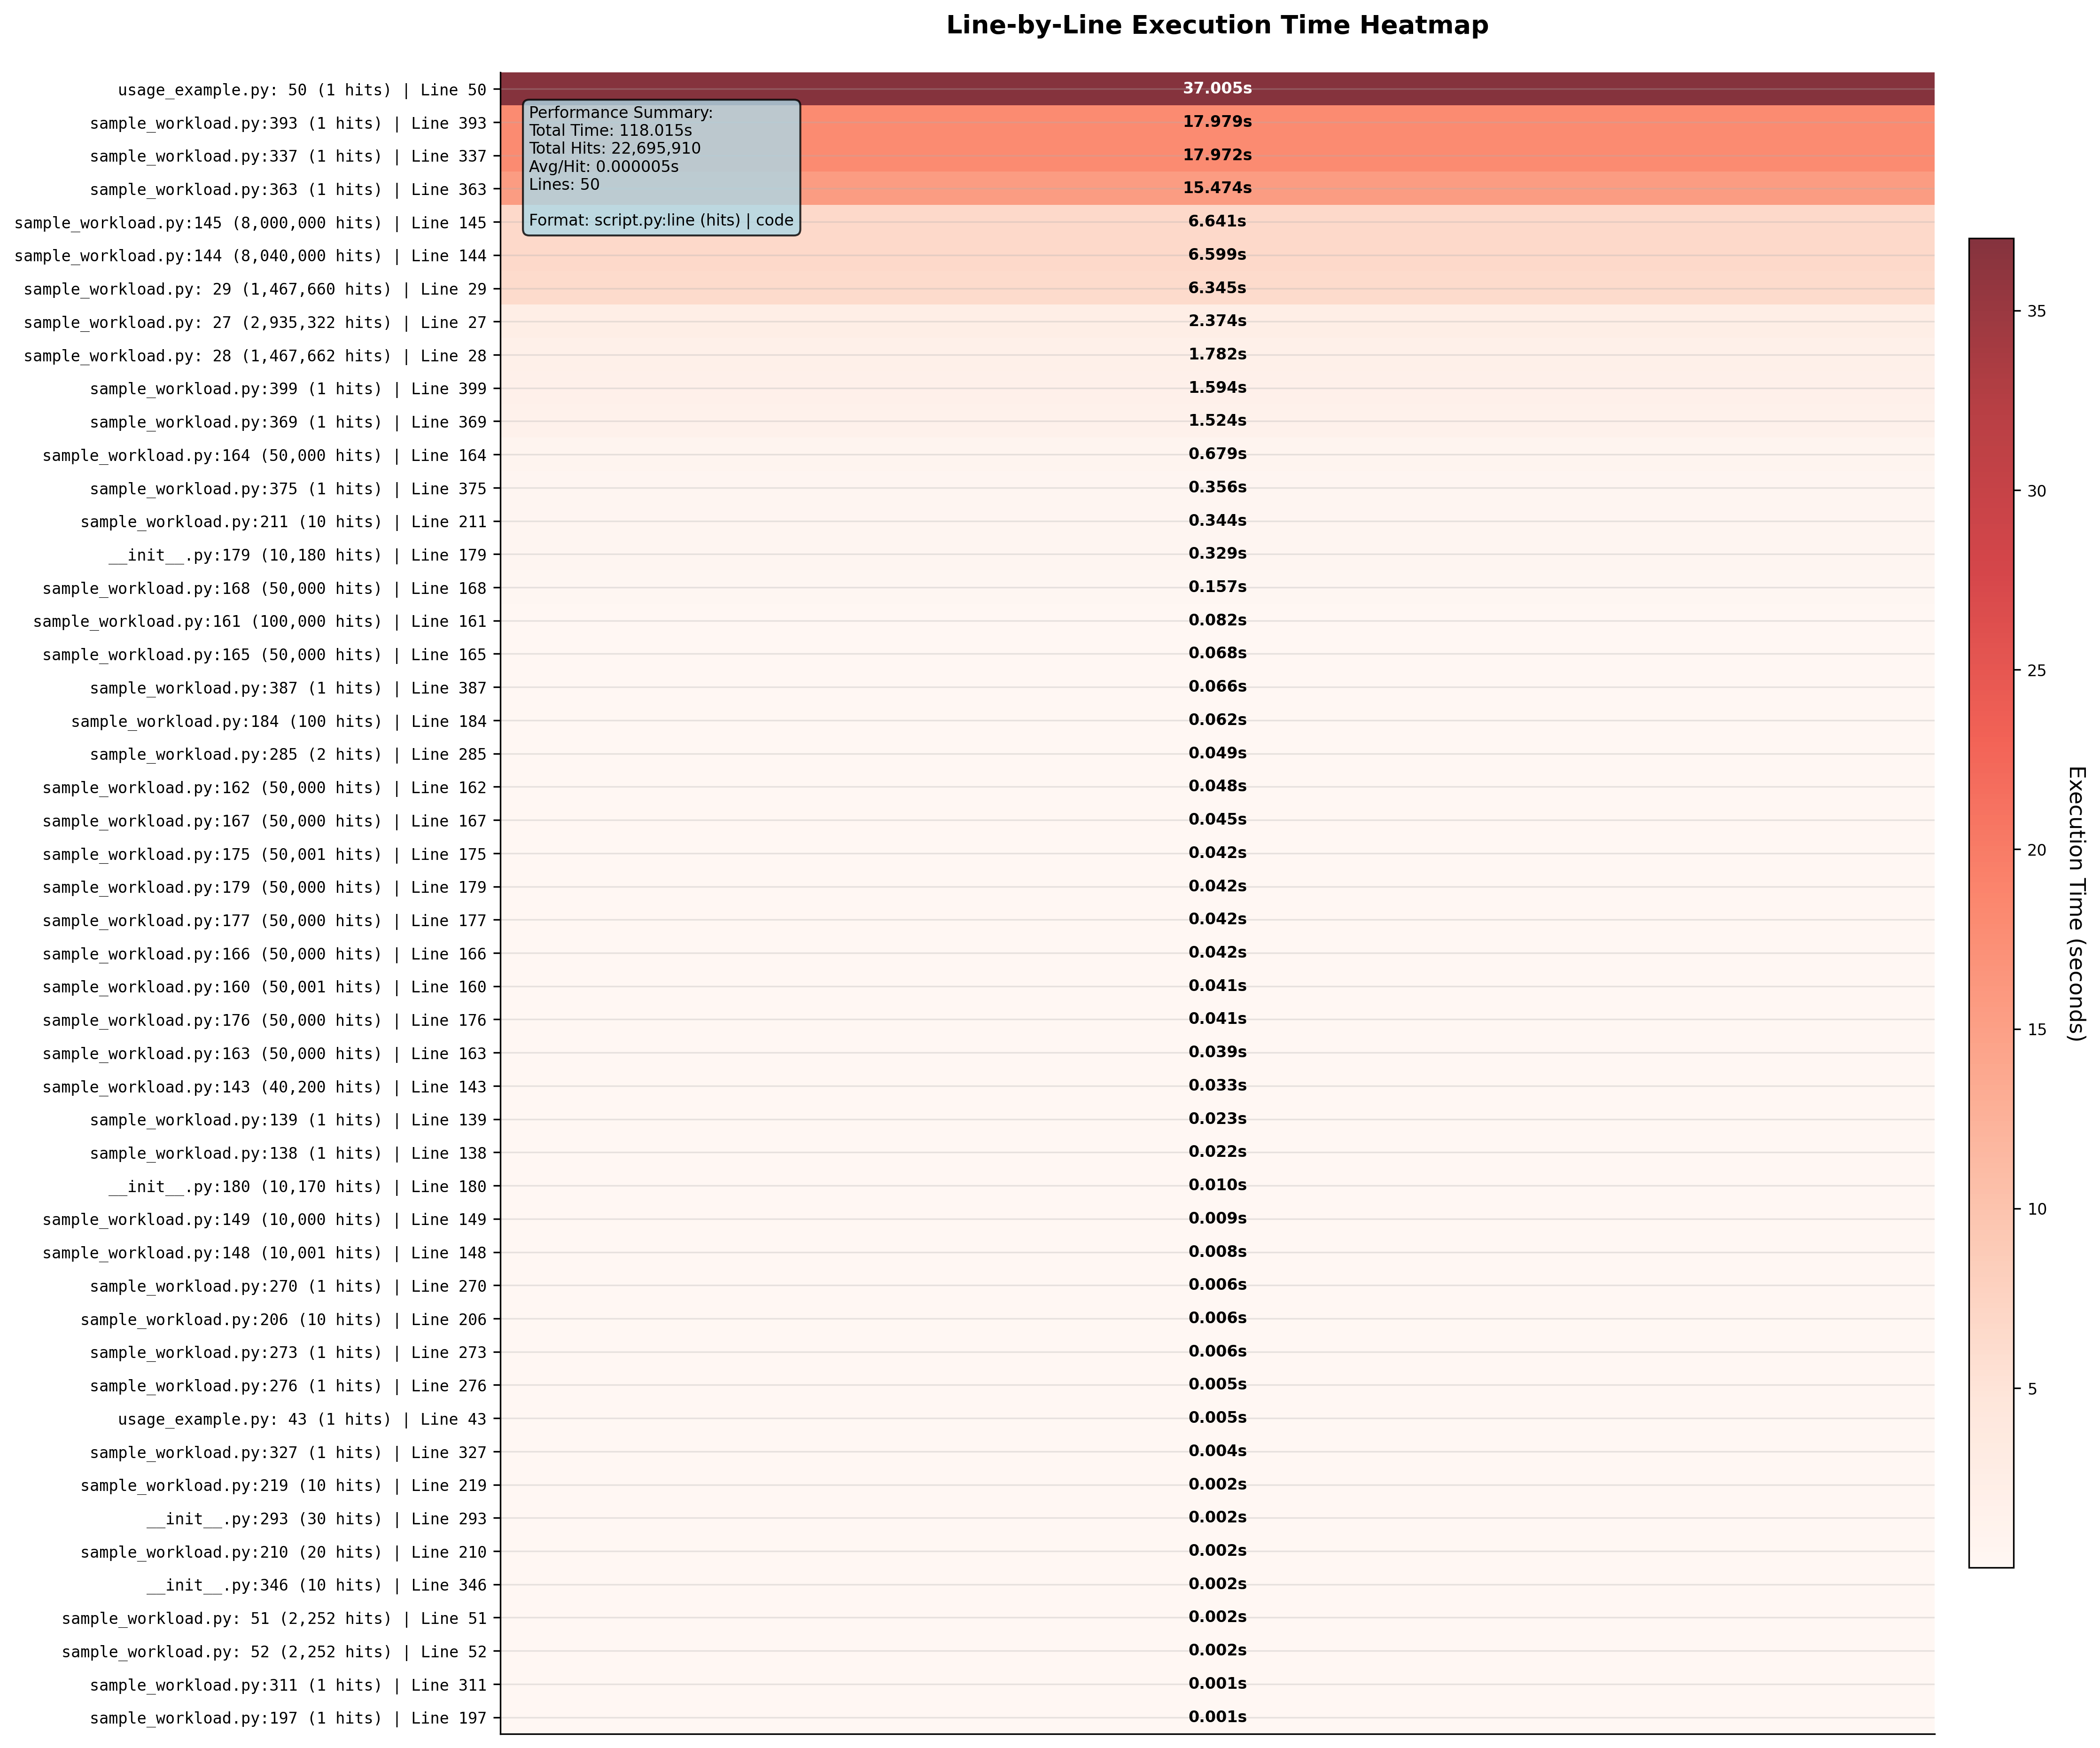 Line-by-Line Execution Time Heatmap
usage_example.py: 50 (1 hits) | Line 50 37.005s
Performance Summary:
Total Time: 118.015s
Total Hits: 22,695,910
Avg/Hit: 0.000005s
Lines: 50
Format: script.py:line (hits) | code
sample_workload.py:393 (1 hits) | Line 393 17.979s
sample_workload.py:337 (1 hits) | Line 337 17.972s
sample_workload.py:363 (1 hits) | Line 363 15.474s
sample_workload.py:145 (8,000,000 hits) | Line 145 6.641s
sample_workload.py:144 (8,040,000 hits) | Line 144 6.599s
sample_workload.py: 29 (1,467,660 hits) | Line 29 6.345s
sample_workload.py: 27 (2,935,322 hits) | Line 27 2.374s
sample_workload.py: 28 (1,467,662 hits) | Line 28 1.782s
sample_workload.py:399 (1 hits) | Line 399 1.594s
sample_workload.py:369 (1 hits) | Line 369 1.524s
sample_workload.py:164 (50,000 hits) | Line 164 0.679s
sample_workload.py:375 (1 hits) | Line 375 0.356s
sample_workload.py:211 (10 hits) | Line 211 0.344s
__init__.py:179 (10,180 hits) | Line 179 0.329s
sample_workload.py:168 (50,000 hits) | Line 168 0.157s
sample_workload.py:161 (100,000 hits) | Line 161 0.082s
sample_workload.py:165 (50,000 hits) | Line 165 0.068s
sample_workload.py:387 (1 hits) | Line 387 0.066s
sample_workload.py:184 (100 hits) | Line 184 0.062s
sample_workload.py:285 (2 hits) | Line 285 0.049s
sample_workload.py:162 (50,000 hits) | Line 162 0.048s
sample_workload.py:167 (50,000 hits) | Line 167 0.045s
sample_workload.py:175 (50,001 hits) | Line 175 0.042s
sample_workload.py:179 (50,000 hits) | Line 179 0.042s
sample_workload.py:177 (50,000 hits) | Line 177 0.042s
sample_workload.py:166 (50,000 hits) | Line 166 0.042s
sample_workload.py:160 (50,001 hits) | Line 160 0.041s
sample_workload.py:176 (50,000 hits) | Line 176 0.041s
sample_workload.py:163 (50,000 hits) | Line 163 0.039s
sample_workload.py:143 (40,200 hits) | Line 143 0.033s
sample_workload.py:139 (1 hits) | Line 139 0.023s
sample_workload.py:138 (1 hits) | Line 138 0.022s
__init__.py:180 (10,170 hits) | Line 180 0.010s
sample_workload.py:149 (10,000 hits) | Line 149 0.009s
sample_workload.py:148 (10,001 hits) | Line 148 0.008s
sample_workload.py:270 (1 hits) | Line 270 0.006s
sample_workload.py:206 (10 hits) | Line 206 0.006s
sample_workload.py:273 (1 hits) | Line 273 0.006s
sample_workload.py:276 (1 hits) | Line 276 0.005s
usage_example.py: 43 (1 hits) | Line 43 0.005s
sample_workload.py:327 (1 hits) | Line 327 0.004s
sample_workload.py:219 (10 hits) | Line 219 0.002s
__init__.py:293 (30 hits) | Line 293 0.002s
sample_workload.py:210 (20 hits) | Line 210 0.002s
__init__.py:346 (10 hits) | Line 346 0.002s
sample_workload.py: 51 (2,252 hits) | Line 51 0.002s
sample_workload.py: 52 (2,252 hits) | Line 52 0.002s
sample_workload.py:311 (1 hits) | Line 311 0.001s
sample_workload.py:197 (1 hits) | Line 197 0.001s
35
30
25
20
15
10
5
Execution Time (seconds)